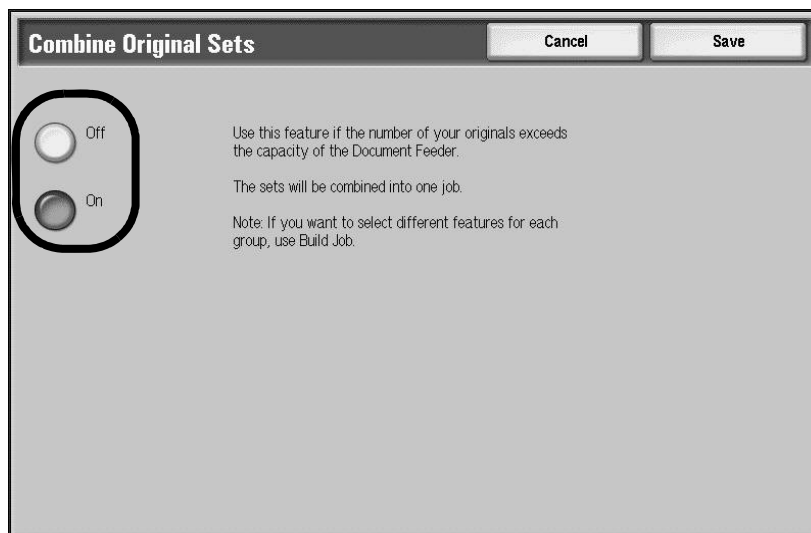 Combine Original Sets
Cancel
Save
Off
On
Use this feature if the number of your originals exceeds
the capacity of the Document Feeder.
The sets will be combined into one job.
Note: If you want to select different features for each
group, use Build Job.